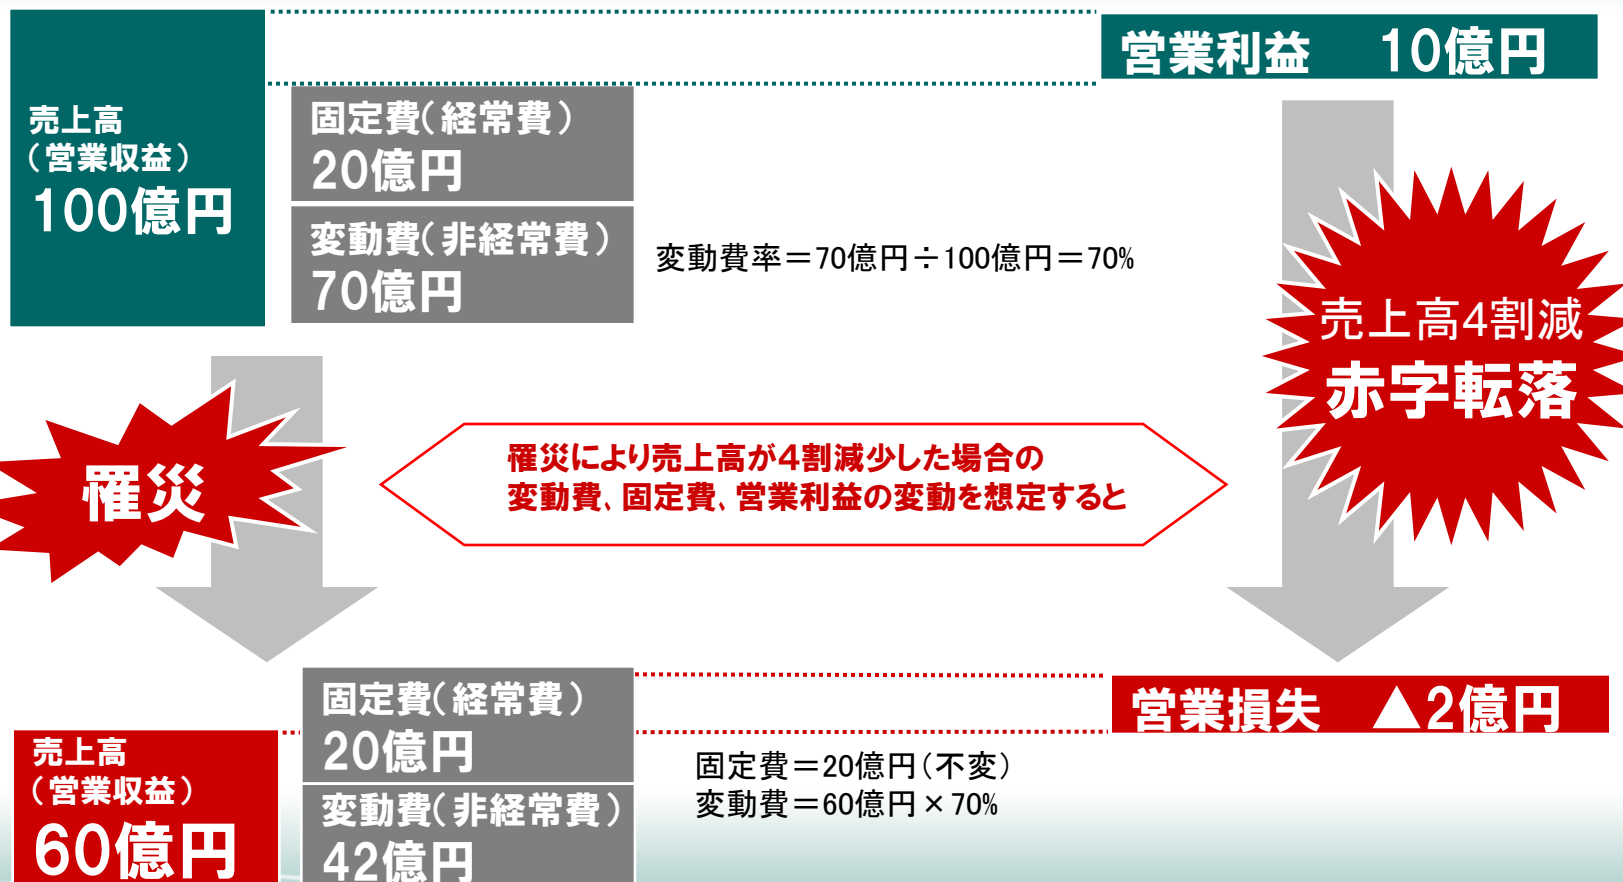 売上高
（営業収益）
100億円
固定費（経常費）
20億円
変動費（非経常費）
70億円
変動費率＝70億円÷100億円＝70%
営業利益　10億円
売上高4割減
赤字転落
罹災
罹災により売上高が４割減少した場合の
変動費、固定費、営業利益の変動を想定すると
売上高
（営業収益）
60億円
固定費（経常費）
20億円
変動費（非経常費）
42億円
固定費＝20億円（不変）
変動費＝60億円×70%
営業損失　▲2億円